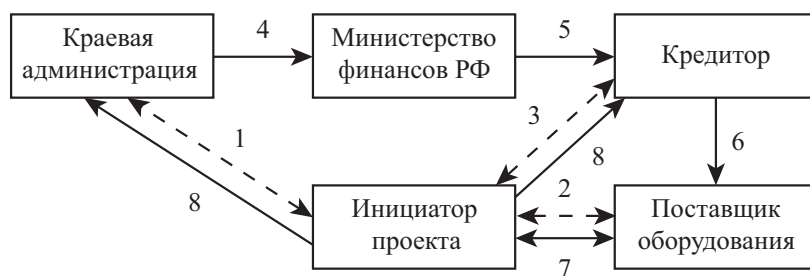 Краевая
администрация
4
Министерство
финансов РФ
5
Кредитор
1
3
8
6
8
2
Инициатор
проекта
7
Поставщик
оборудования